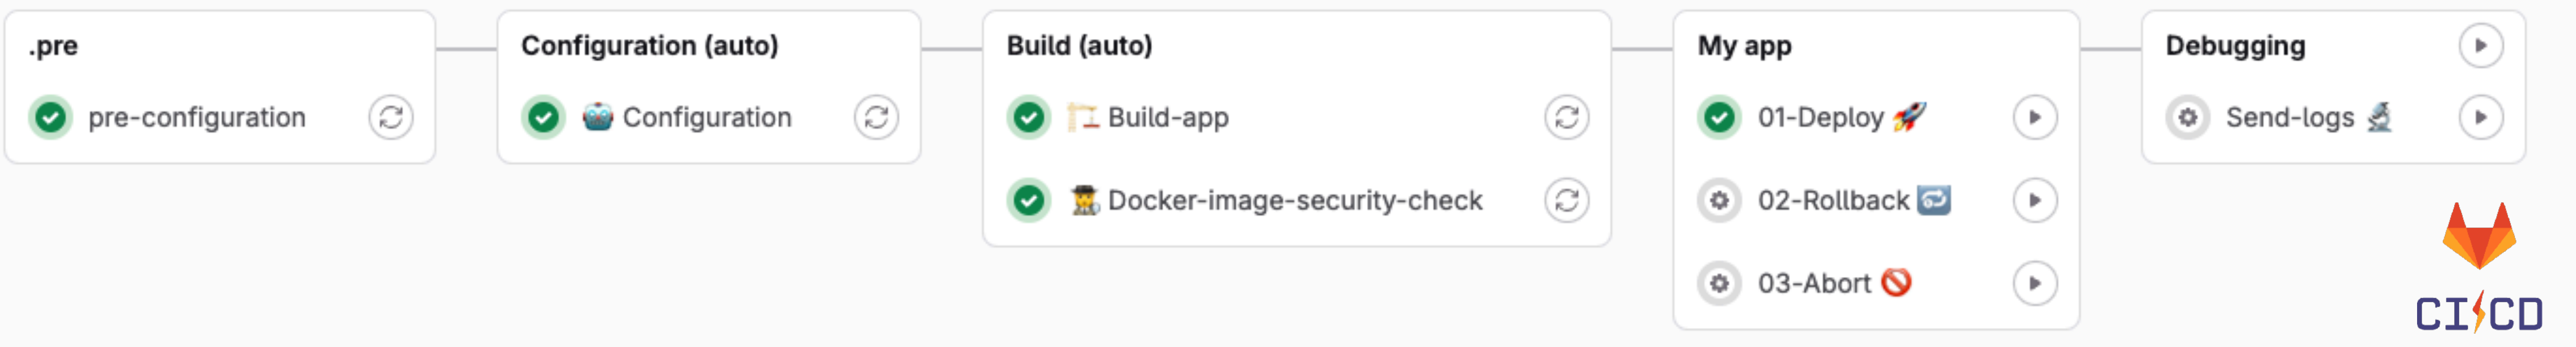 .pre
pre-configuration
Configuration (auto)
🤖 Configuration
Build (auto)
🏗️ Build-app
🕵️ Docker-image-security-check
My app
01-Deploy 🚀
02-Rollback 🔁
03-Abort 🚫
Debugging
Send-logs 🔬
CI CD